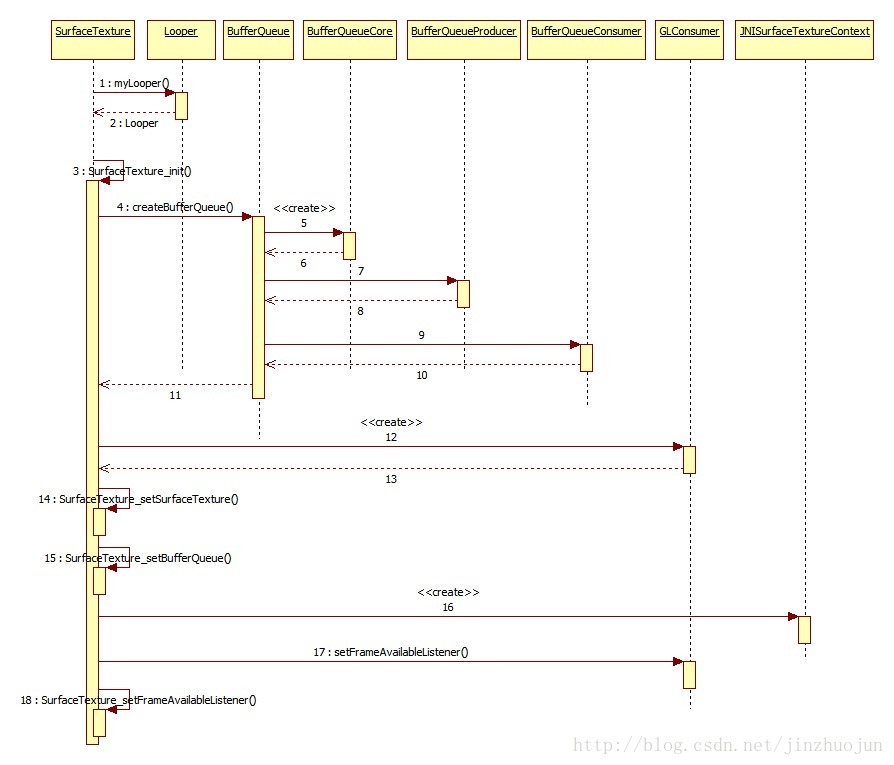 SurfaceTexture
Looper
BufferQueue
BufferQueueCore
BufferQueueProducer
BufferQueueConsumer
GLConsumer
JNISurfaceTextureContext
1 : myLooper()
2 : Looper
3 : SurfaceTexture_init()
4 : createBufferQueue()
<<create>>
5
6
7
8
9
10
11
<<create>>
12
13
14 : SurfaceTexture_setSurfaceTexture()
15 : SurfaceTexture_setBufferQueue()
<<create>>
16
17 : setFrameAvailableListener()
18 : SurfaceTexture_setFrameAvailableListener()
http://blog.csdn.net/jinzhuojun